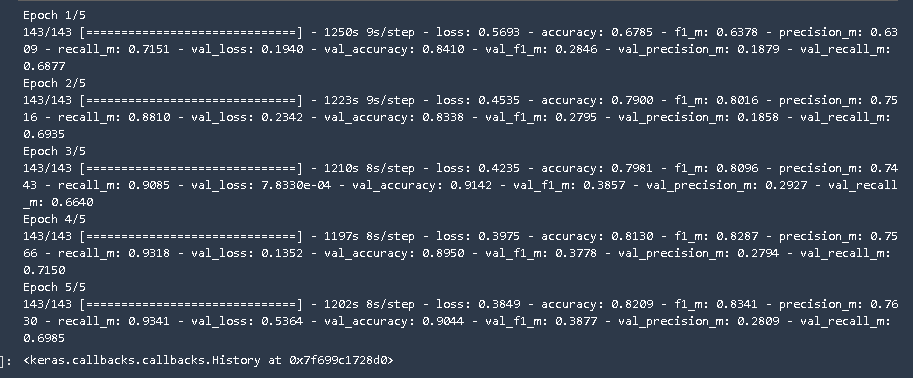 Epoch 1/5
143/143 [==============================] - 1250s 9s/step - loss: 0.5693 - accuracy: 0.6785 - f1_m: 0.6378 - precision_m: 0.63
09 - recall_m: 0.7151 - val_loss: 0.1940 - val_accuracy: 0.8410 - val_f1_m: 0.2846 - val_precision_m: 0.1879 - val_recall_m:
0.6877
Epoch 2/5
143/143 [==============================] - 1223s 9s/step - loss: 0.4535 - accuracy: 0.7900 - f1_m: 0.8016 - precision_m: 0.75
16 - recall_m: 0.8810 - val_loss: 0.2342 - val_accuracy: 0.8338 - val_f1_m: 0.2795 - val_precision_m: 0.1858 - val_recall_m:
0.6935
Epoch 3/5
143/143 [==============================] - 1210s 8s/step - loss: 0.4235 - accuracy: 0.7981 - f1_m: 0.8096 - precision_m: 0.74
43 - recall_m: 0.9085 - val_loss: 7.8330e-04 - val_accuracy: 0.9142 - val_f1_m: 0.3857 - val_precision_m: 0.2927 - val_recall
_m: 0.6640
Epoch 4/5
143/143 [==============================] - 1197s 8s/step - loss: 0.3975 - accuracy: 0.8130 - f1_m: 0.8287 - precision_m: 0.75
66 - recall_m: 0.9318 - val_loss: 0.1352 - val_accuracy: 0.8950 - val_f1_m: 0.3778 - val_precision_m: 0.2794 - val_recall_m:
0.7150
Epoch 5/5
143/143 [==============================] - 1202s 8s/step - loss: 0.3849 - accuracy: 0.8209 - f1_m: 0.8341 - precision_m: 0.76
30 - recall_m: 0.9341 - val_loss: 0.5364 - val_accuracy: 0.9044 - val_f1_m: 0.3877 - val_precision_m: 0.2809 - val_recall_m:
0.6985
]: <keras.callbacks.callbacks.History at 0x7f699c1728d0>